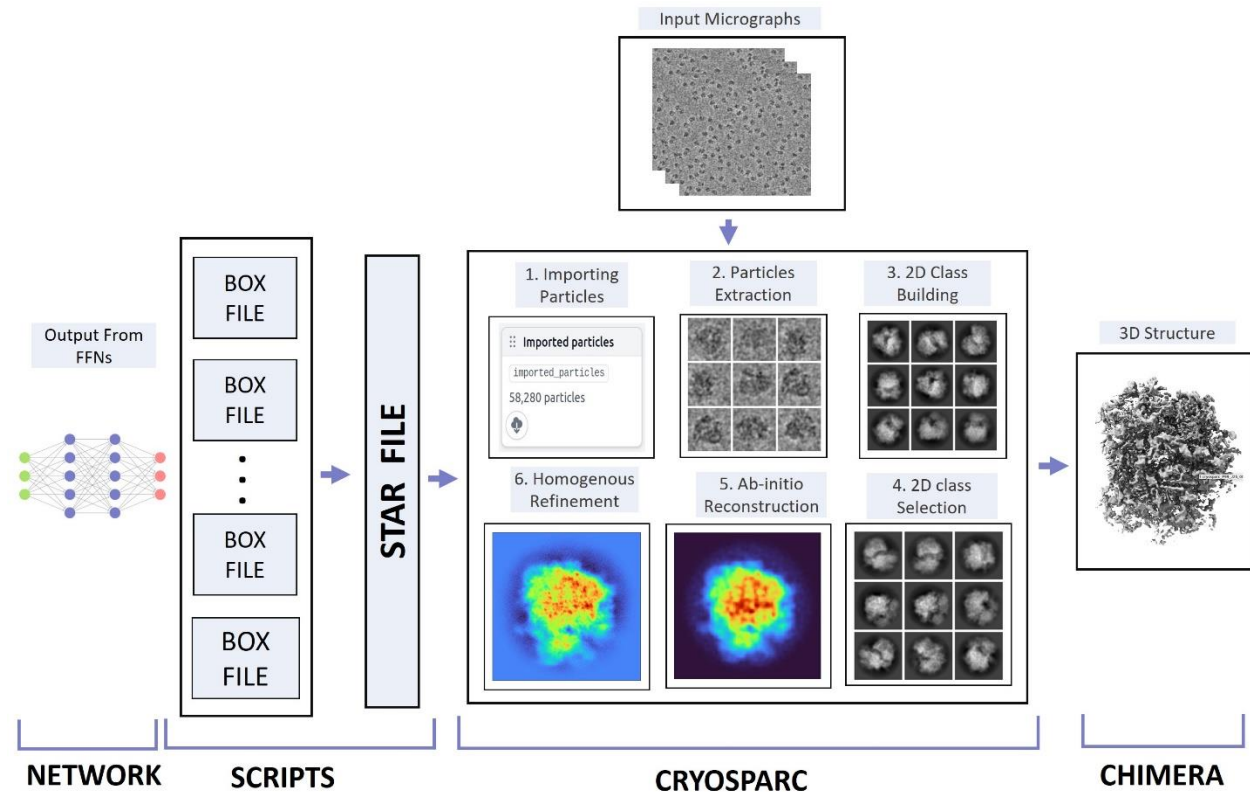 Input Micrographs
Output From
FFNs
BOX
FILE
BOX
FILE
BOX
FILE
BOX
FILE
STAR FILE
1. Importing
Particles
Imported particles
imported_particles
58,280 particles
2. Particles
Extraction
3. 2D Class
Building
6. Homogenous
Refinement
5. Ab-initio
Reconstruction
4. 2D class
Selection
3D Structure
NETWORK
SCRIPTS
CRYOSPARC
CHIMERA